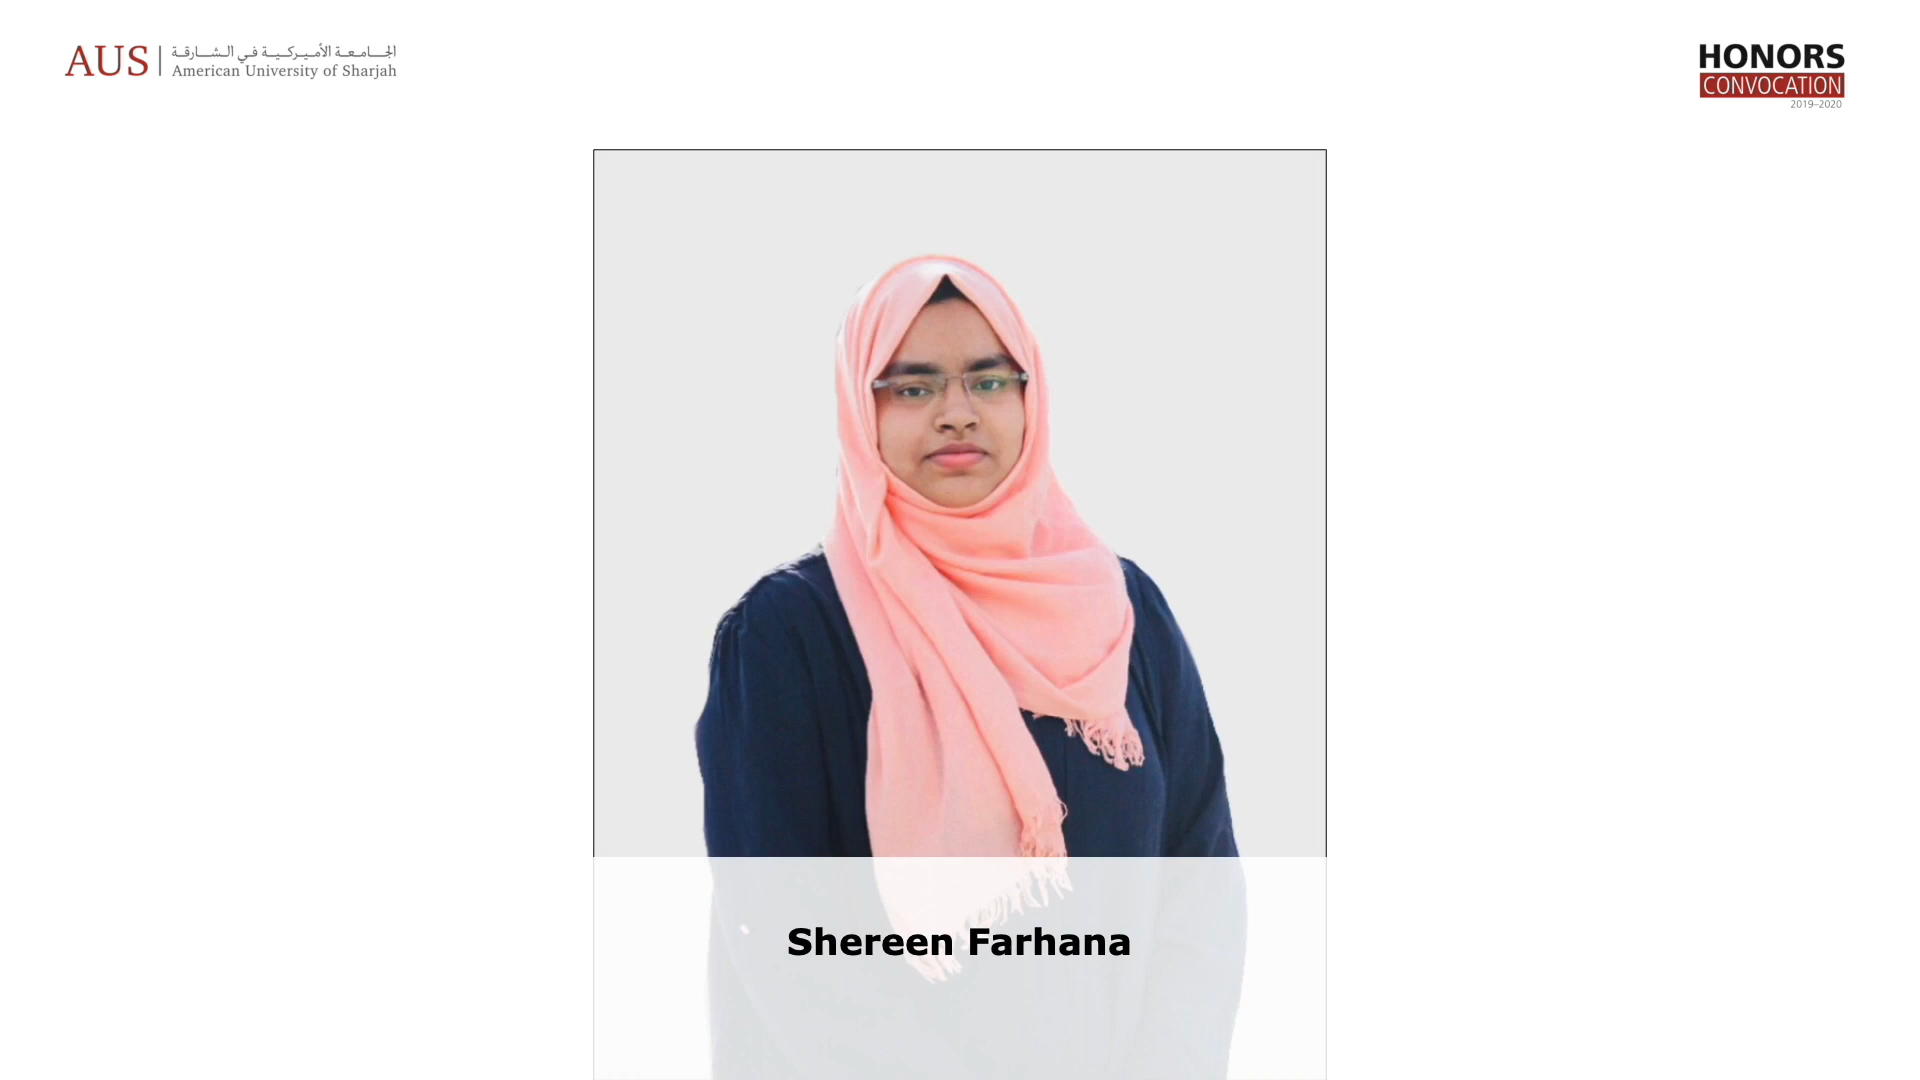 AUS
الجامعة الأميركية في الشارقة
American University of Sharjah
HONORS
CONVOCATION
2019–2020
Shereen Farhana